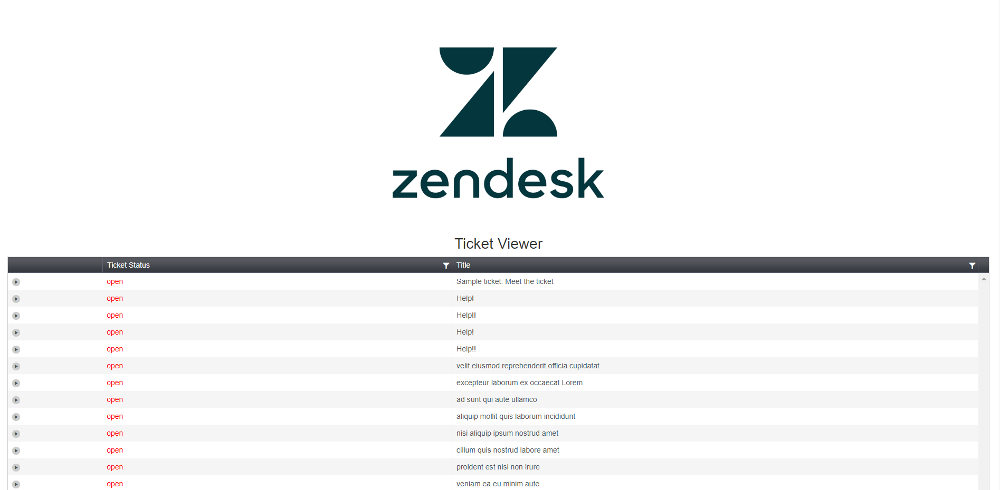 zendesk
Ticket Viewer
Ticket Status Title
open Sample ticket: Meet the ticket
open Help!
open Help!!
open Help!
open Help!!
open velit eiusmod reprehenderit officia cupidatat
open excepteur laborum ex occaecat Lorem
open ad sunt qui aute ullamco
open aliquip mollit quis laborum incididunt
open nisi aliquip ipsum nostrud amet
open cillum quis nostrud labore amet
open proident est nisi non irure
open veniam ea eu minim aute